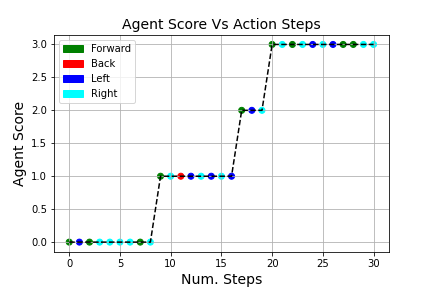 Agent Score Vs Action Steps
Forward
Back
Left
Right
3.0
2.5
2.0
1.5
1.0
0.5
0.0
Agent Score
0 5 10 15 20 25 30
Num. Steps